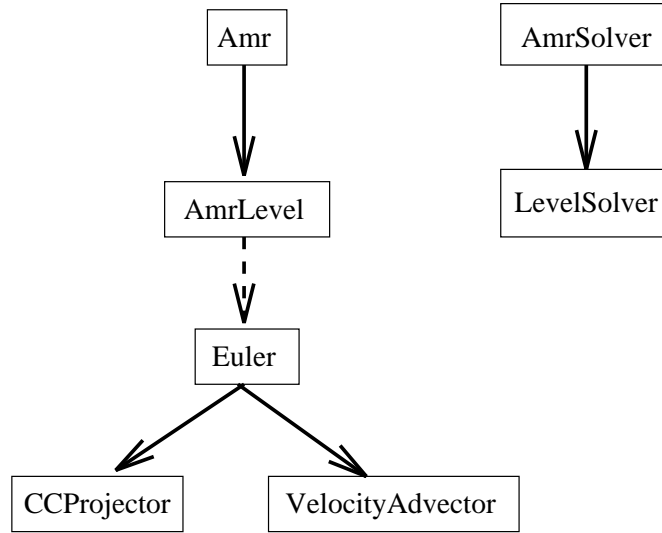 Amr
AmrSolver
AmrLevel
LevelSolver
Euler
CCProjector
VelocityAdvector